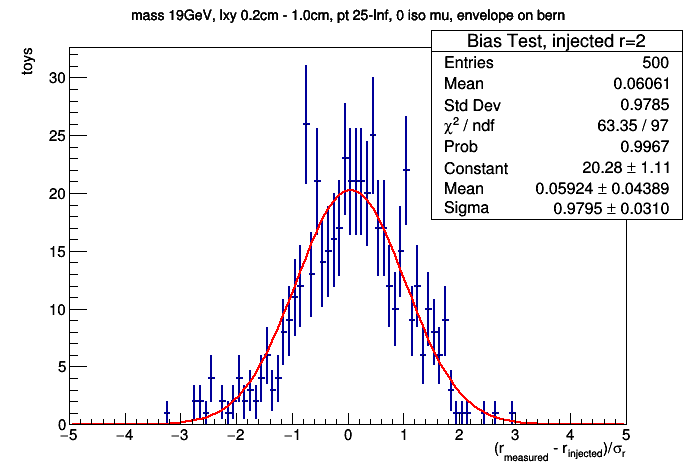 mass 19GeV, lxy 0.2cm - 1.0cm, pt 25-Inf, 0 iso mu, envelope on bern
toys
Bias Test, injected r=2
Entries 500
Mean 0.06061
Std Dev 0.9785
χ² / ndf 63.35 / 97
Prob 0.9967
Constant 20.28 ± 1.11
Mean 0.05924 ± 0.04389
Sigma 0.9795 ± 0.0310
30
25
20
15
10
5
0
−5 −4 −3 −2 −1 0 1 2 3 4 5
(r_measured - r_injected)/σ_r